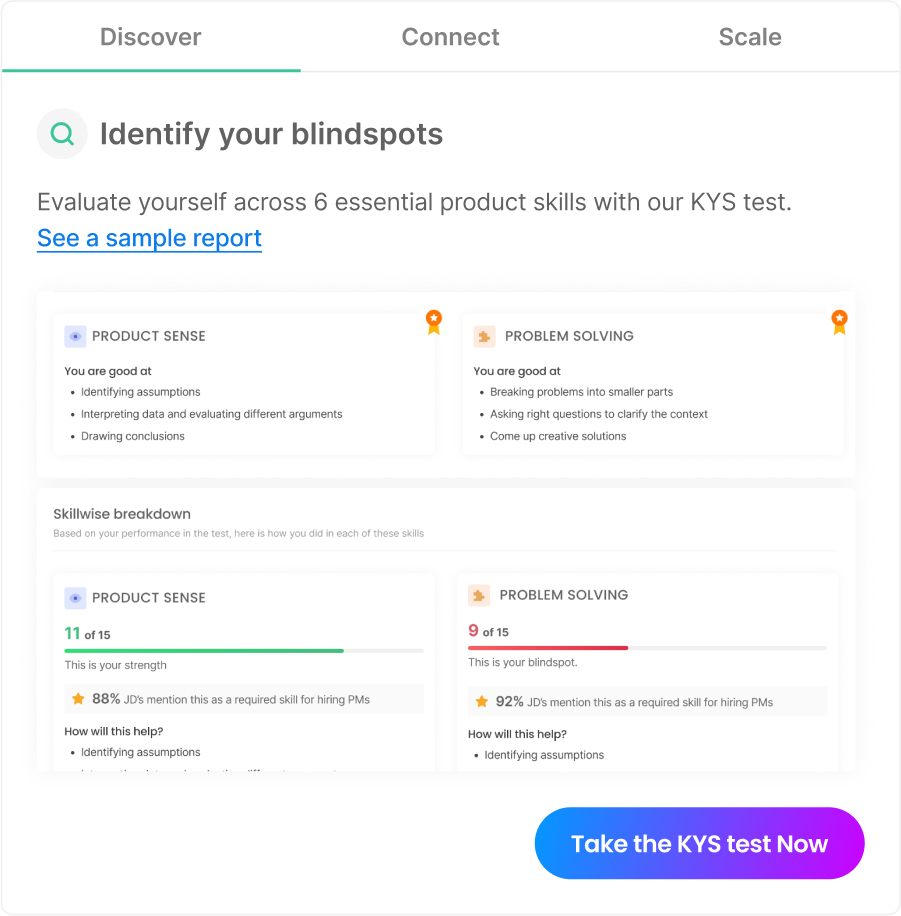 Discover
Connect
Scale
Identify your blindspots
Evaluate yourself across 6 essential product skills with our KYS test.
See a sample report
PRODUCT SENSE
You are good at
• Identifying assumptions
• Interpreting data and evaluating different arguments
• Drawing conclusions
PROBLEM SOLVING
You are good at
• Breaking problems into smaller parts
• Asking right questions to clarify the context
• Come up creative solutions
Skillwise breakdown
Based on your performance in the test, here is how you did in each of these skills
PRODUCT SENSE
11 of 15
This is your strength
88% JD's mention this as a required skill for hiring PMs
How will this help?
• Identifying assumptions
PROBLEM SOLVING
9 of 15
This is your blindspot.
92% JD's mention this as a required skill for hiring PMs
How will this help?
• Identifying assumptions
Take the KYS test Now